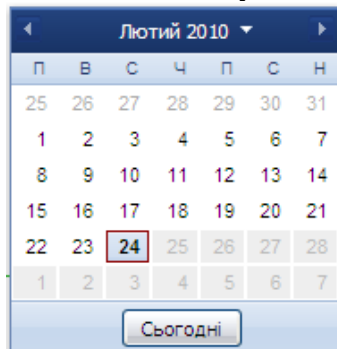 Лютий 2010
П В С Ч П С Н
25 26 27 28 29 30 31
1 2 3 4 5 6 7
8 9 10 11 12 13 14
15 16 17 18 19 20 21
22 23 24 25 26 27 28
1 2 3 4 5 6 7
Сьогодні